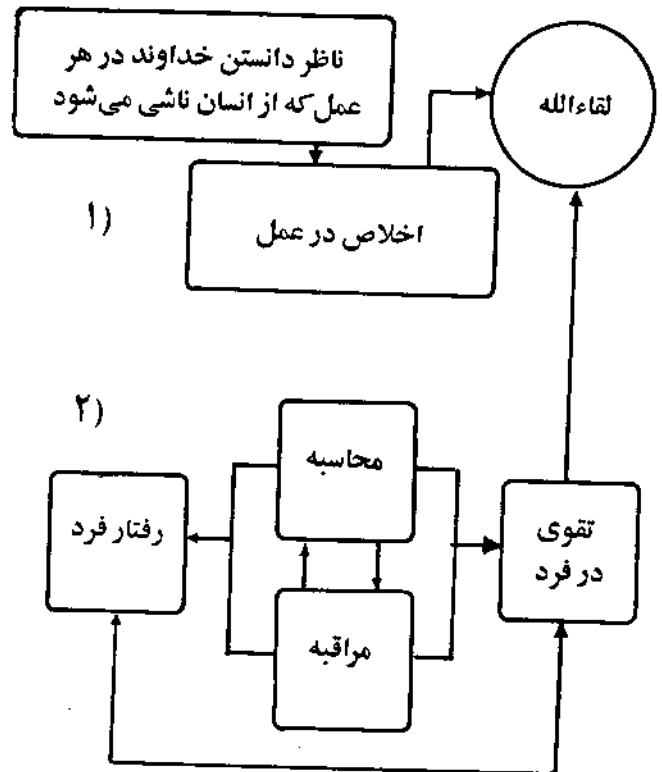 ناظر دانستن خداوند در هر
عمل که از انسان ناشی می‌شود
لقاءالله
۱)
اخلاص در عمل
۲)
محاسبه
رفتار فرد
تقوی
در فرد
مراقبه